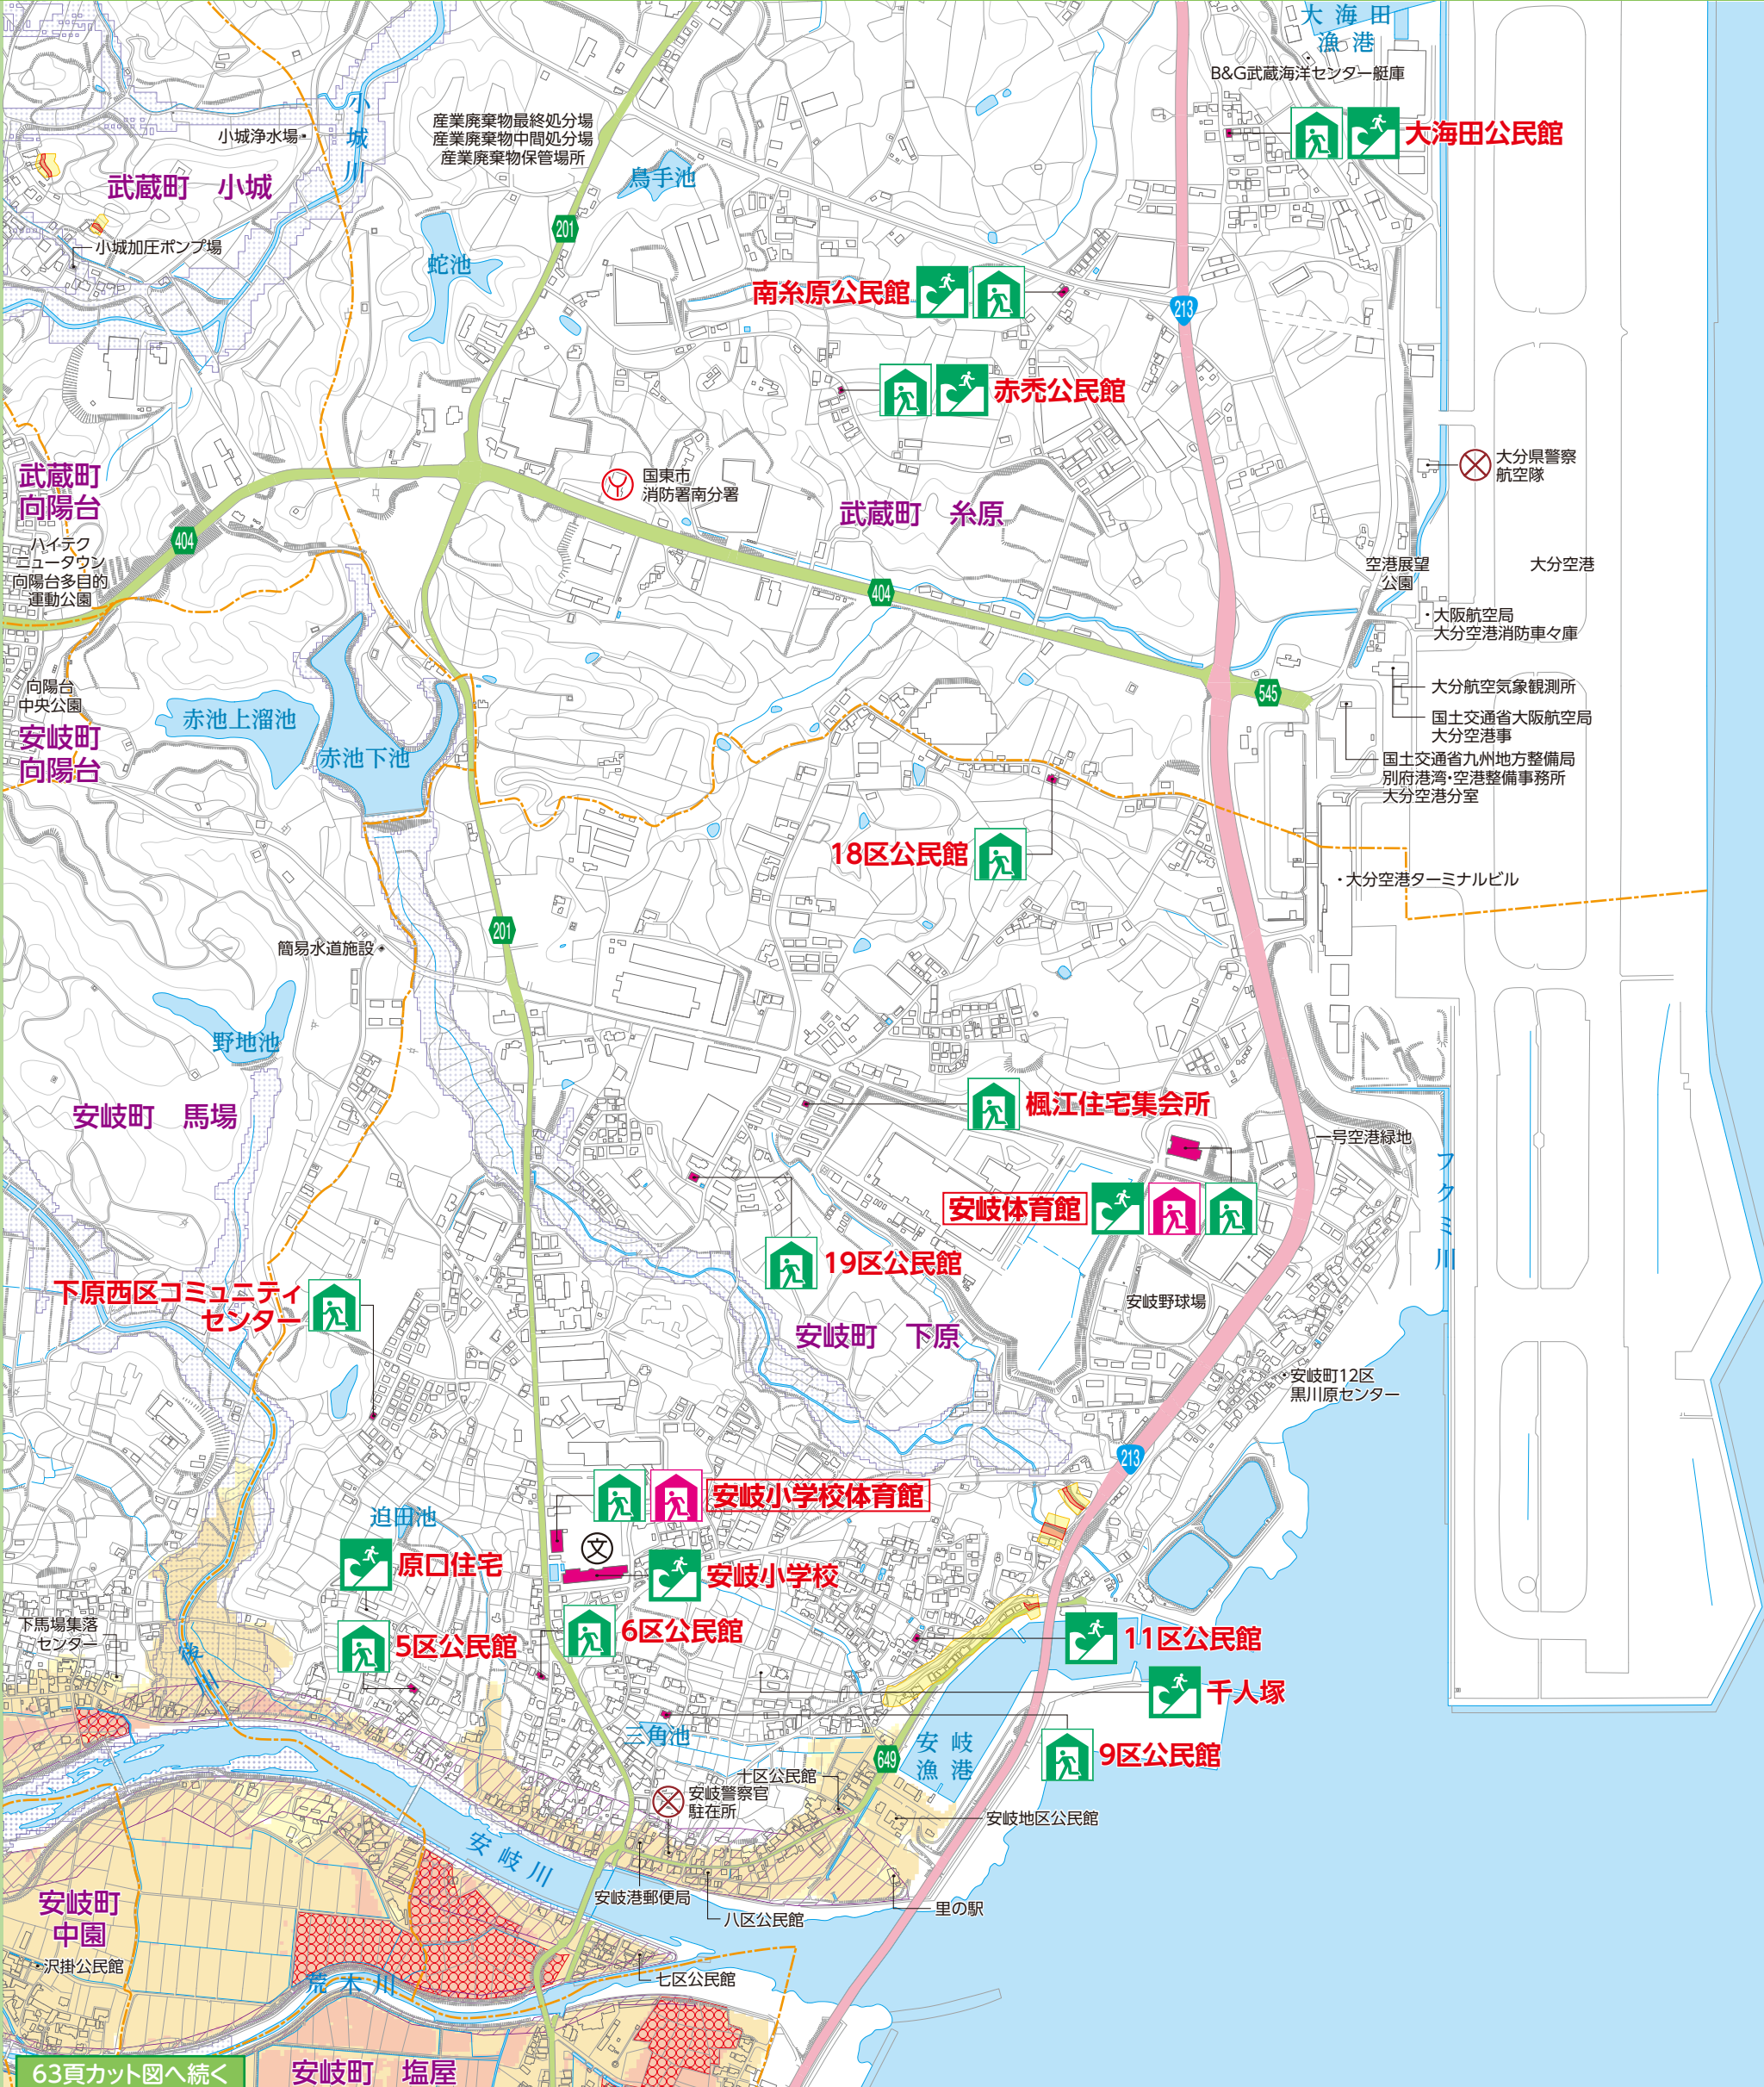 大海田
漁港
B&G武蔵海洋センター艇庫
小城川
小城浄水場
産業廃棄物最終処分場
産業廃棄物中間処分場
産業廃棄物保管場所
大海田公民館
武蔵町 小城
鳥手池
201
小城加圧ポンプ場
蛇池
南糸原公民館
213
赤禿公民館
武蔵町
向陽台
国東市
消防署南分署
大分県警察
航空隊
武蔵町 糸原
404
ハイテク
ニュータウン
向陽台多目的
運動公園
404
空港展望
公園
大分空港
大阪航空局
大分空港消防車々庫
向陽台
中央公園
545
大分航空気象観測所
赤池上溜池
国土交通省大阪航空局
大分空港事
安岐町
向陽台
赤池下池
国土交通省九州地方整備局
別府港湾・空港整備事務所
大分空港分室
18区公民館
・大分空港ターミナルビル
201
簡易水道施設
野地池
安岐町 馬場
楓江住宅集会所
一号空港緑地
フクミ川
安岐体育館
19区公民館
下原西区コミュニティ
センター
安岐野球場
安岐町 下原
安岐町12区
黒川原センター
213
安岐小学校体育館
迫田池
文
原口住宅
安岐小学校
下馬場集落
センター
6区公民館
5区公民館
11区公民館
千人塚
三角池
安岐
漁港
9区公民館
649
十区公民館
安岐警察官
駐在所
安岐地区公民館
安岐川
安岐港郵便局
八区公民館
里の駅
安岐町
中園
沢掛公民館
七区公民館
荒木川
63頁カット図へ続く
安岐町 塩屋